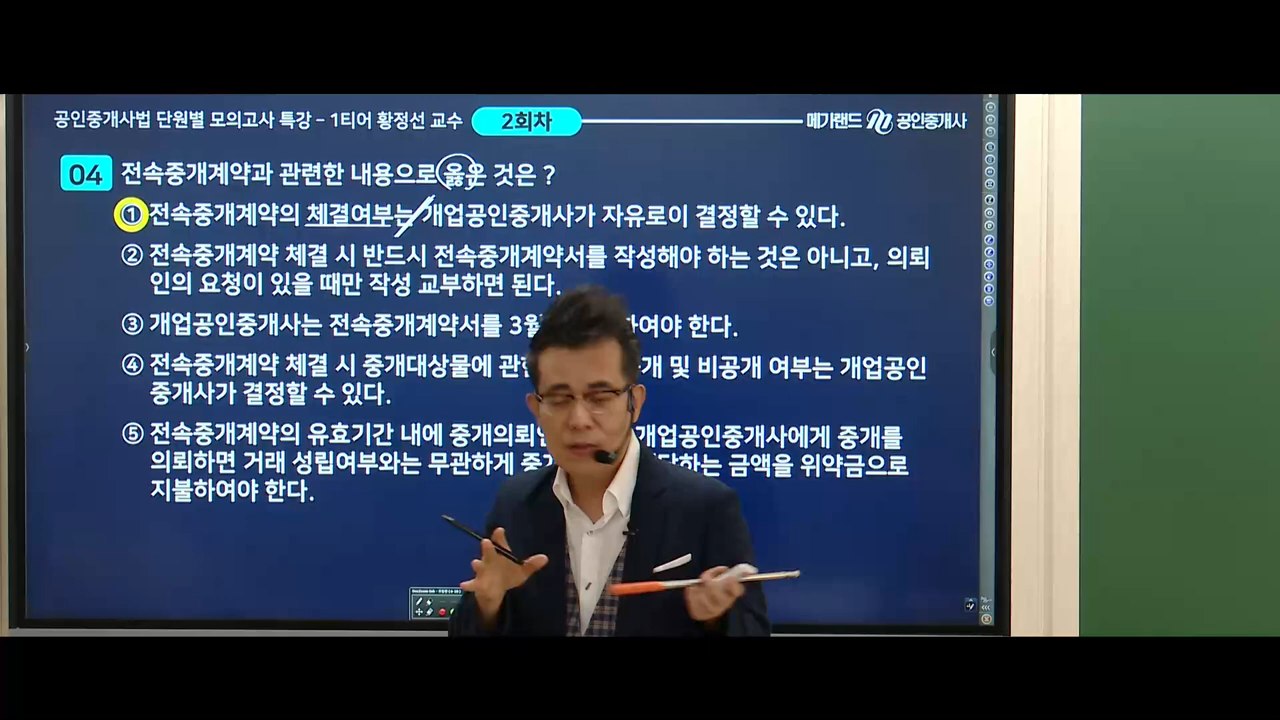 공인중개사법 단원별 모의고사 특강 – 1티어 황정선 교수 2회차 메가랜드 공인중개사
04 전속중개계약과 관련한 내용으로 옳은 것은 ?
① 전속중개계약의 체결여부는 개업공인중개사가 자유로이 결정할 수 있다.
② 전속중개계약 체결 시 반드시 전속중개계약서를 작성해야 하는 것은 아니고, 의뢰
인의 요청이 있을 때만 작성 교부하면 된다.
③ 개업공인중개사는 전속중개계약서를 3 하여야 한다.
④ 전속중개계약 체결 시 중개대상물에 관한 및 비공개 여부는 개업공인
중개사가 결정할 수 있다.
⑤ 전속중개계약의 유효기간 내에 중개의뢰인 개업공인중개사에게 중개를
의뢰하면 거래 성립여부와는 무관하게 금액을 위약금으로
지불하여야 한다.